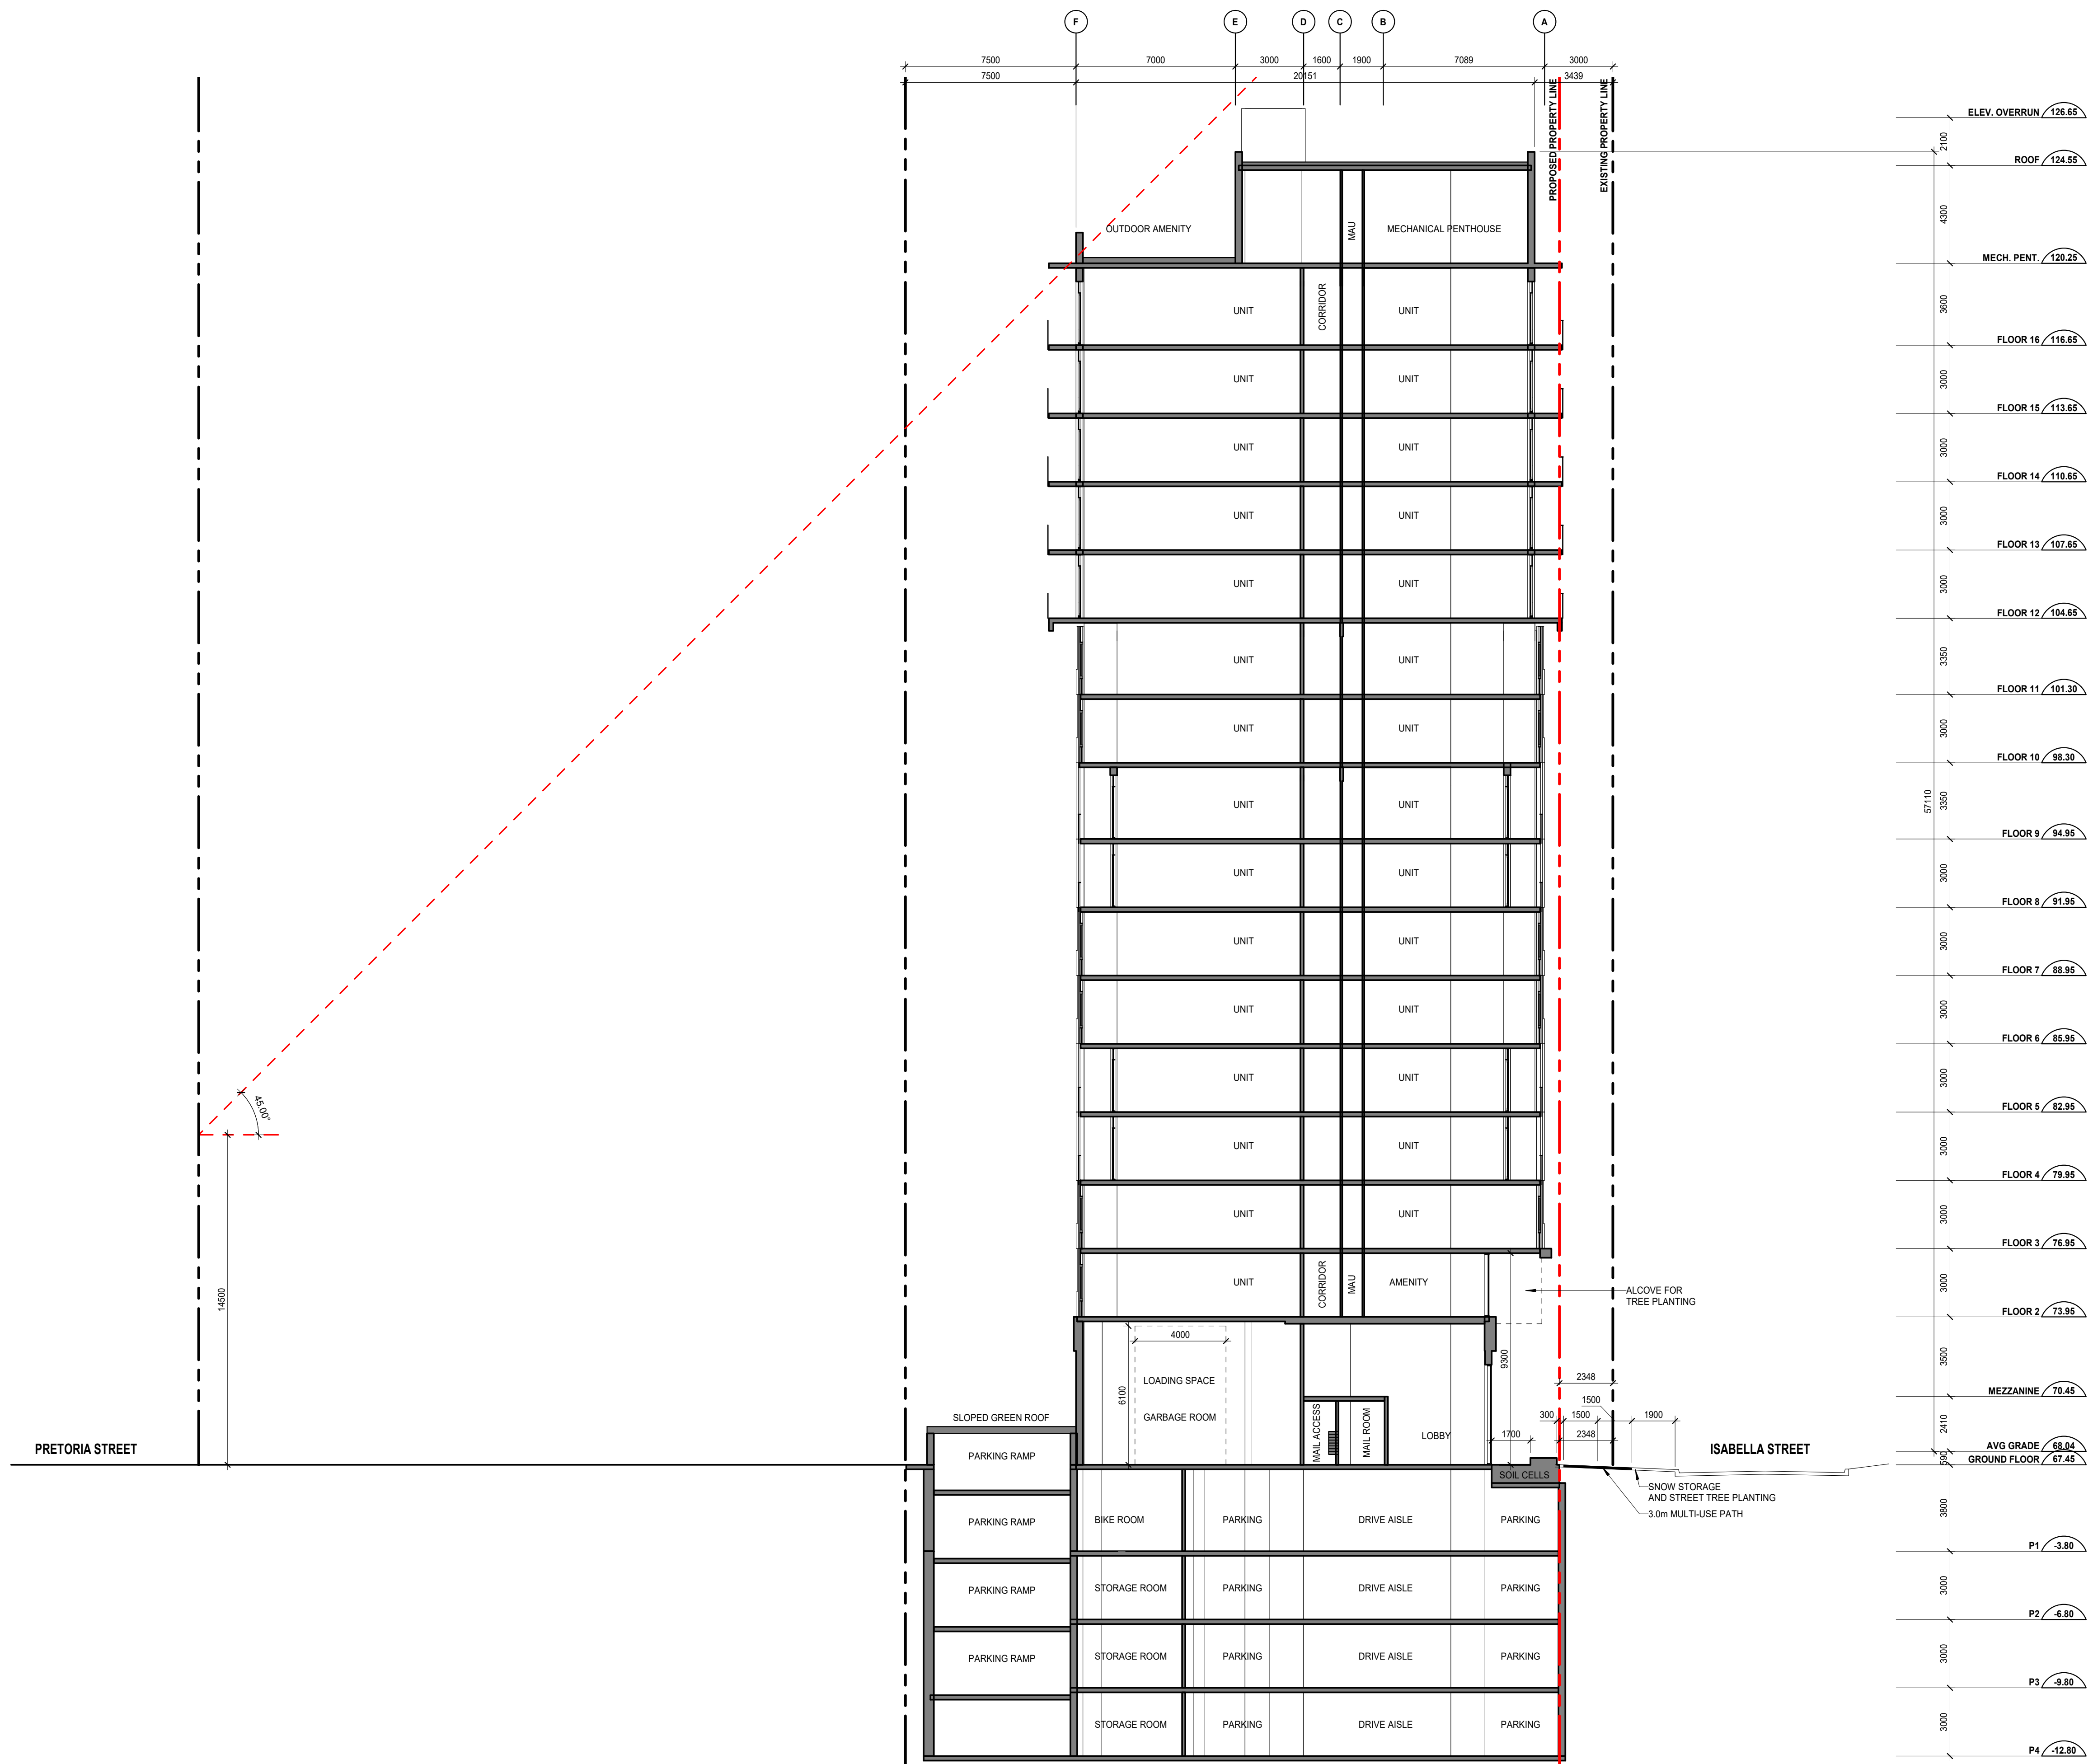 F E D C B A
7500 7000 3000 1600 1900 7089 3000
7500 20151 3439
PROPOSED PROPERTY LINE
EXISTING PROPERTY LINE
ELEV. OVERRUN 126.65
2100
ROOF 124.55
4300
OUTDOOR AMENITY MAU MECHANICAL PENTHOUSE
MECH. PENT. 120.25
3600
UNIT CORRIDOR UNIT
FLOOR 16 116.65
3000
UNIT UNIT
FLOOR 15 113.65
3000
UNIT UNIT
FLOOR 14 110.65
3000
UNIT UNIT
FLOOR 13 107.65
3000
UNIT UNIT
FLOOR 12 104.65
3350
UNIT UNIT
FLOOR 11 101.30
3000
UNIT UNIT
FLOOR 10 98.30
57110
3350
UNIT UNIT
FLOOR 9 94.95
3000
UNIT UNIT
FLOOR 8 91.95
3000
UNIT UNIT
FLOOR 7 88.95
3000
UNIT UNIT
FLOOR 6 85.95
3000
UNIT UNIT
45.00°
FLOOR 5 82.95
3000
UNIT UNIT
FLOOR 4 79.95
3000
UNIT UNIT
FLOOR 3 76.95
3000
14500
UNIT CORRIDOR MAU AMENITY
ALCOVE FOR
TREE PLANTING
FLOOR 2 73.95
3500
4000
9300
6100
LOADING SPACE
2348
MEZZANINE 70.45
2410
1500
300 1500 1900
SLOPED GREEN ROOF
GARBAGE ROOM
MAIL ACCESS
MAIL ROOM
LOBBY
1700
2348
PRETORIA STREET
ISABELLA STREET
AVG GRADE 68.04
590
GROUND FLOOR 67.45
PARKING RAMP
SOIL CELLS
SNOW STORAGE
AND STREET TREE PLANTING
3.0m MULTI-USE PATH
3800
PARKING RAMP BIKE ROOM PARKING DRIVE AISLE PARKING
P1 -3.80
3000
PARKING RAMP STORAGE ROOM PARKING DRIVE AISLE PARKING
P2 -6.80
3000
PARKING RAMP STORAGE ROOM PARKING DRIVE AISLE PARKING
P3 -9.80
3000
STORAGE ROOM PARKING DRIVE AISLE PARKING
P4 -12.80